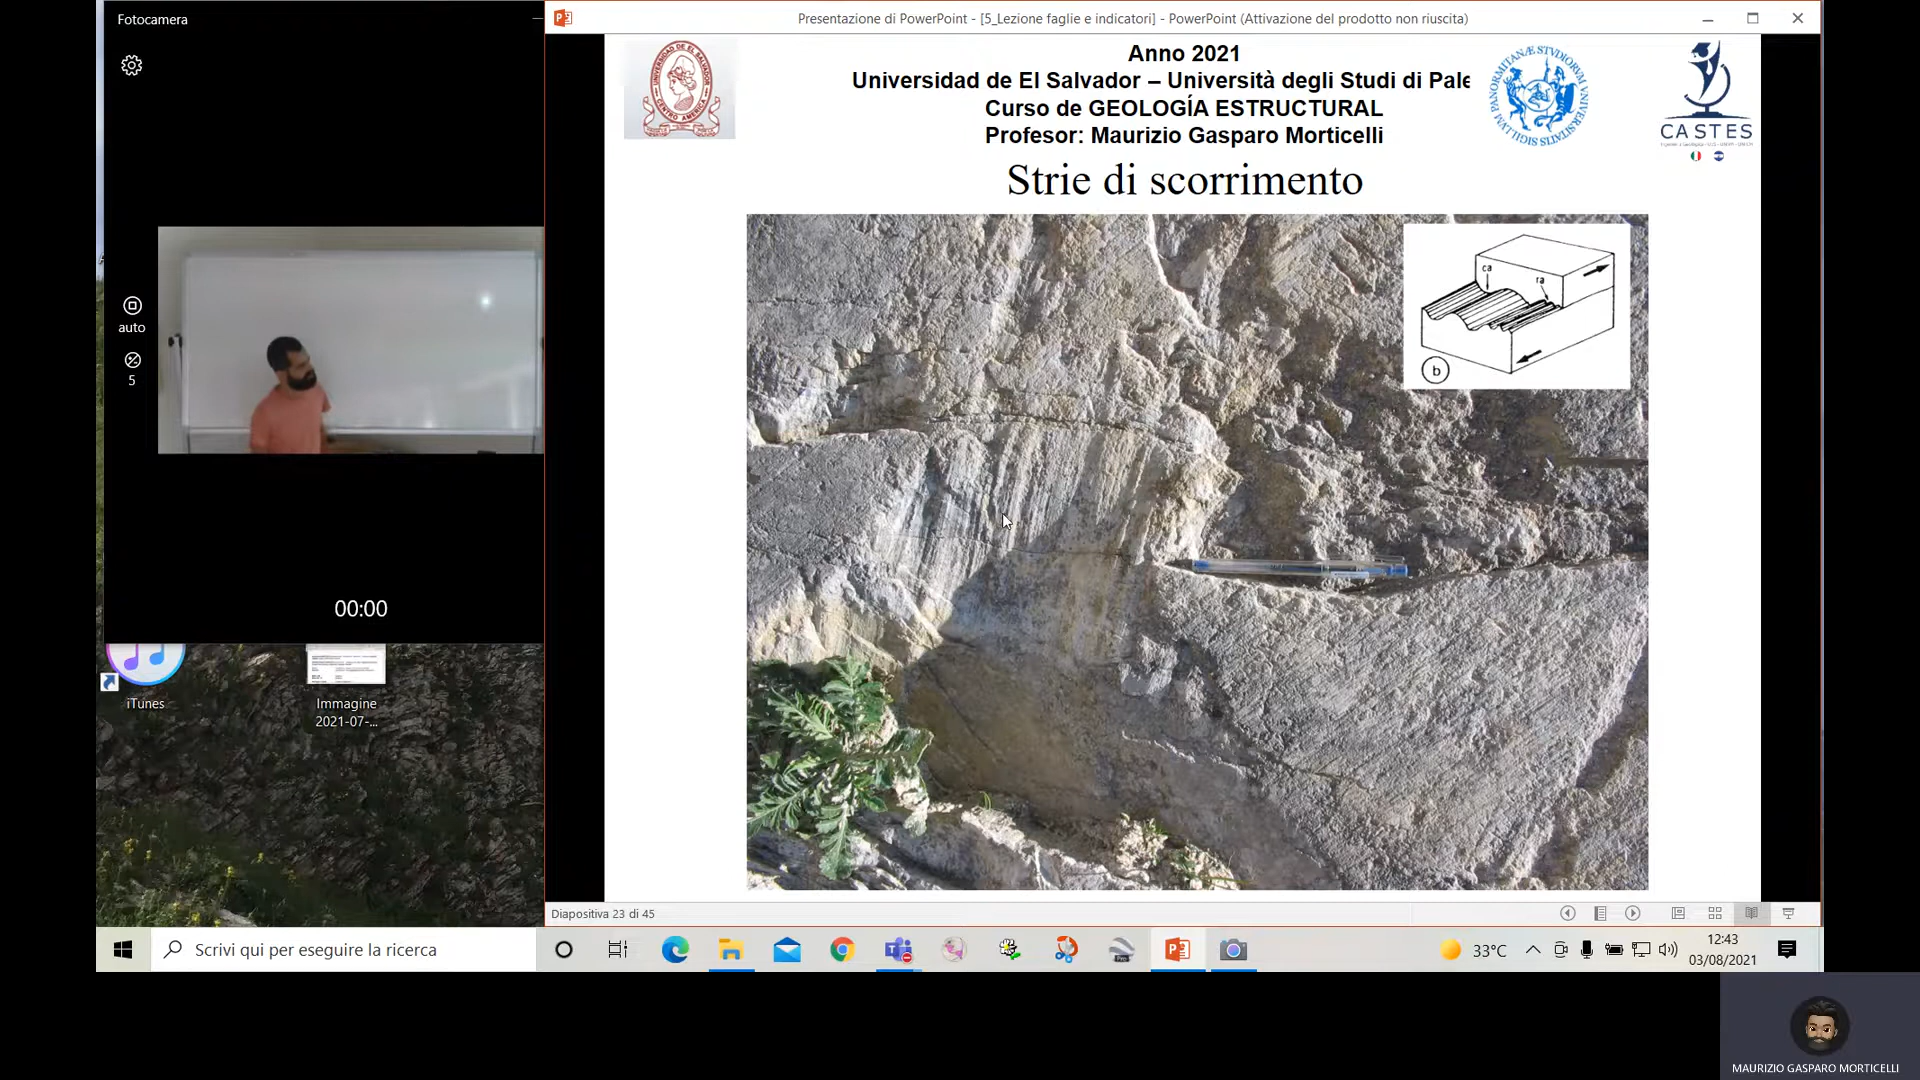 Fotocamera
auto
5
00:00
iTunes
Immagine
2021-07-...
Presentazione di PowerPoint - [5_Lezione faglie e indicatori] - PowerPoint (Attivazione del prodotto non riuscita)
Anno 2021
Universidad de El Salvador – Università degli Studi di Pale
Curso de GEOLOGÍA ESTRUCTURAL
Profesor: Maurizio Gasparo Morticelli
CASTES
Strie di scorrimento
ca
ra
b
Diapositiva 23 di 45
Scrivi qui per eseguire la ricerca
33°C
12:43
03/08/2021
MAURIZIO GASPARO MORTICELLI